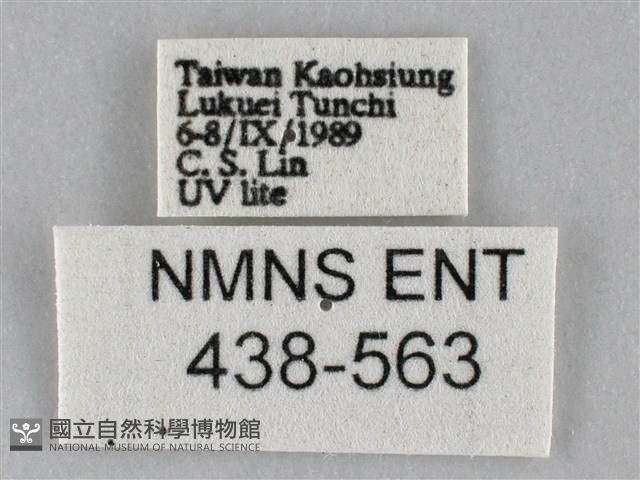 Taiwan Kaohsiung
Lukuei Tunchi
6-8/IX/1989
C. S. Lin
UV lite
NMNS ENT
438-563
國立自然科學博物館
NATIONAL MUSEUM OF NATURAL SCIENCE